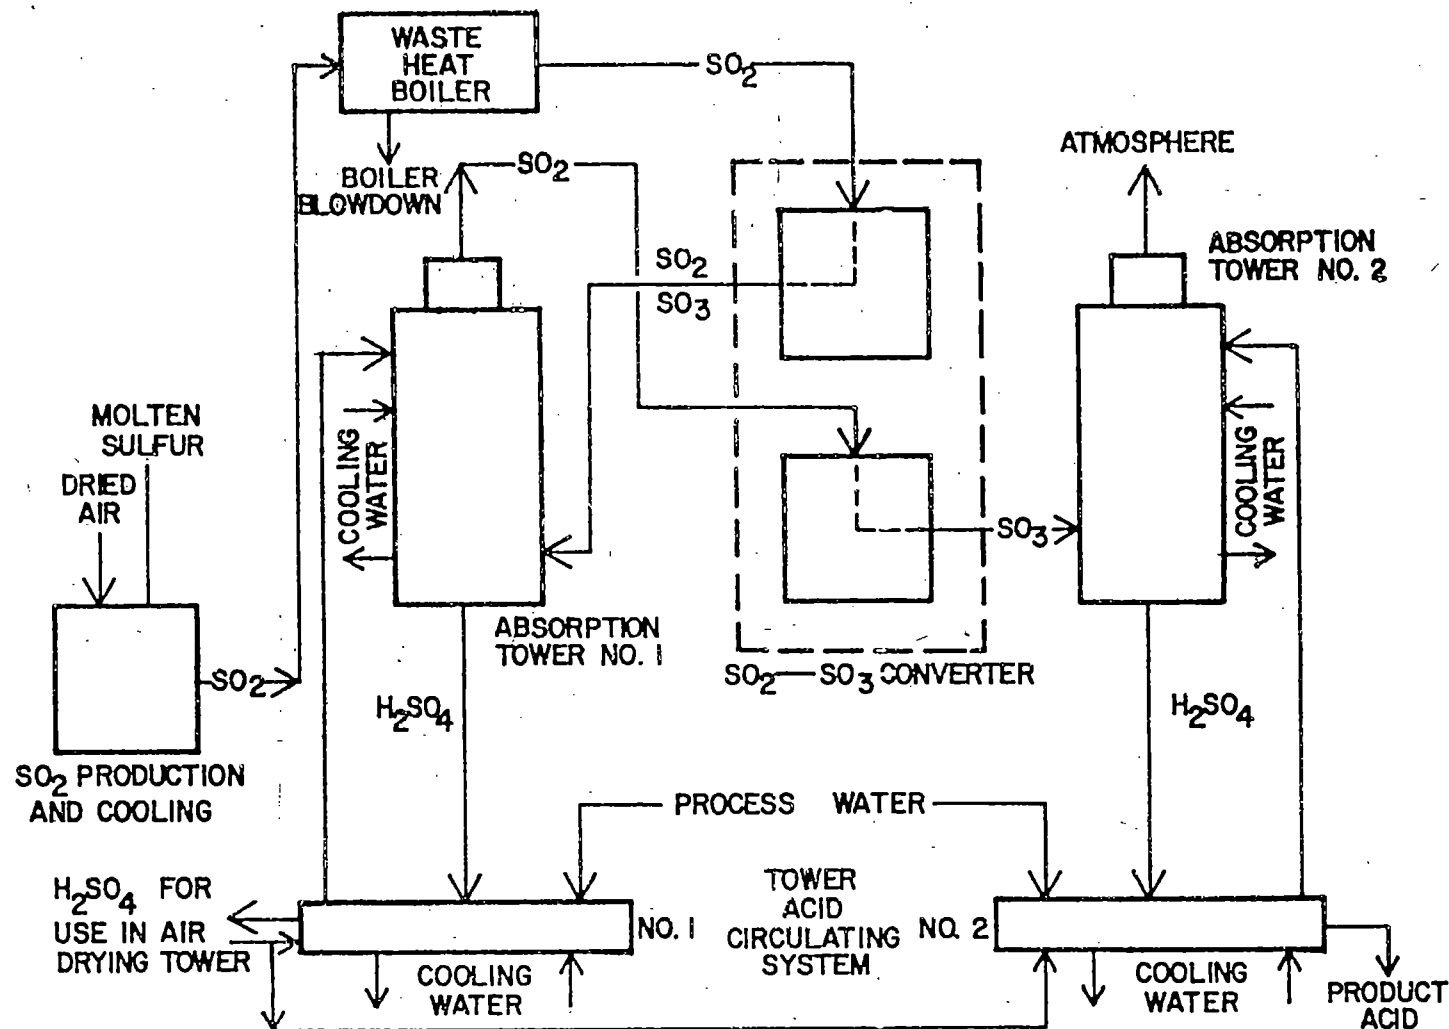 WASTE
HEAT
BOILER
SO2
BOILER
BLOWDOWN
SO2
ATMOSPHERE
ABSORPTION
TOWER NO. 2
SO2
SO3
MOLTEN
SULFUR
DRIED
AIR
COOLING
WATER
COOLING
WATER
SO3
ABSORPTION
TOWER NO. 1
SO2—SO3 CONVERTER
SO2
H2SO4
H2SO4
SO2 PRODUCTION
AND COOLING
PROCESS WATER
H2SO4 FOR
USE IN AIR
DRYING TOWER
NO. 1
TOWER
ACID
CIRCULATING
SYSTEM
NO. 2
COOLING
WATER
COOLING
WATER
PRODUCT
ACID